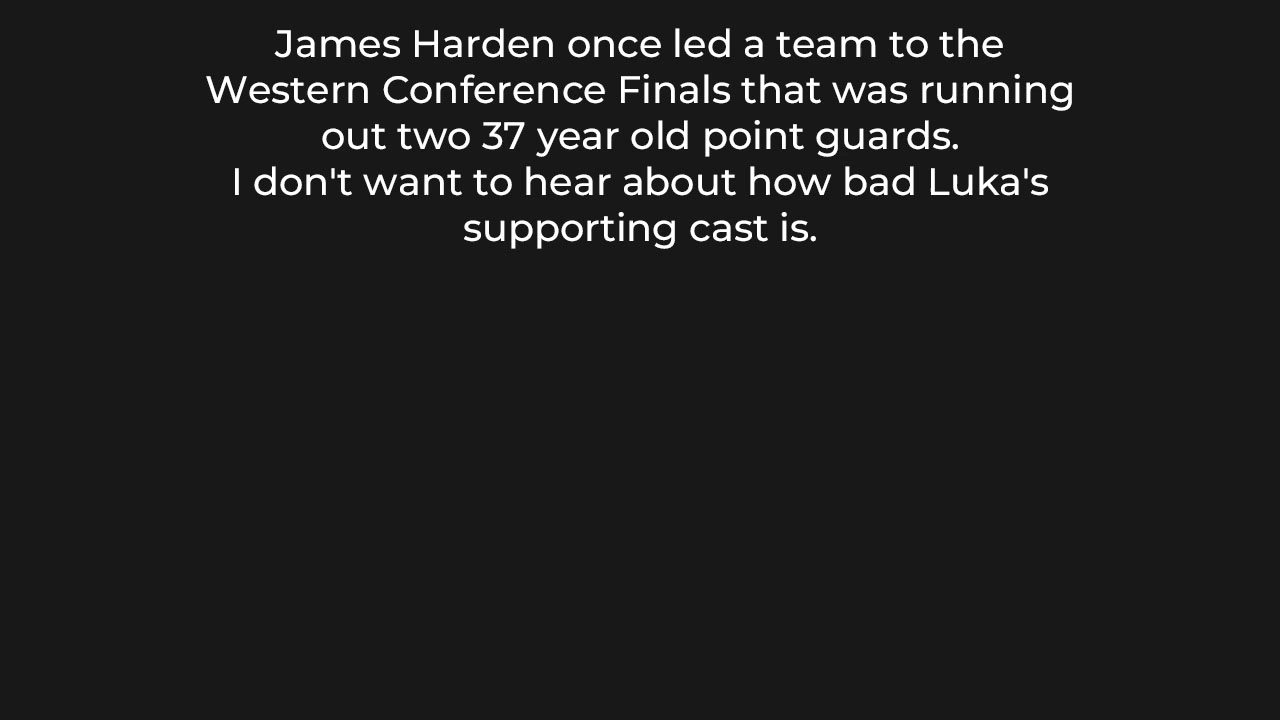 James Harden once led a team to the
Western Conference Finals that was running
out two 37 year old point guards.
I don't want to hear about how bad Luka's
supporting cast is.